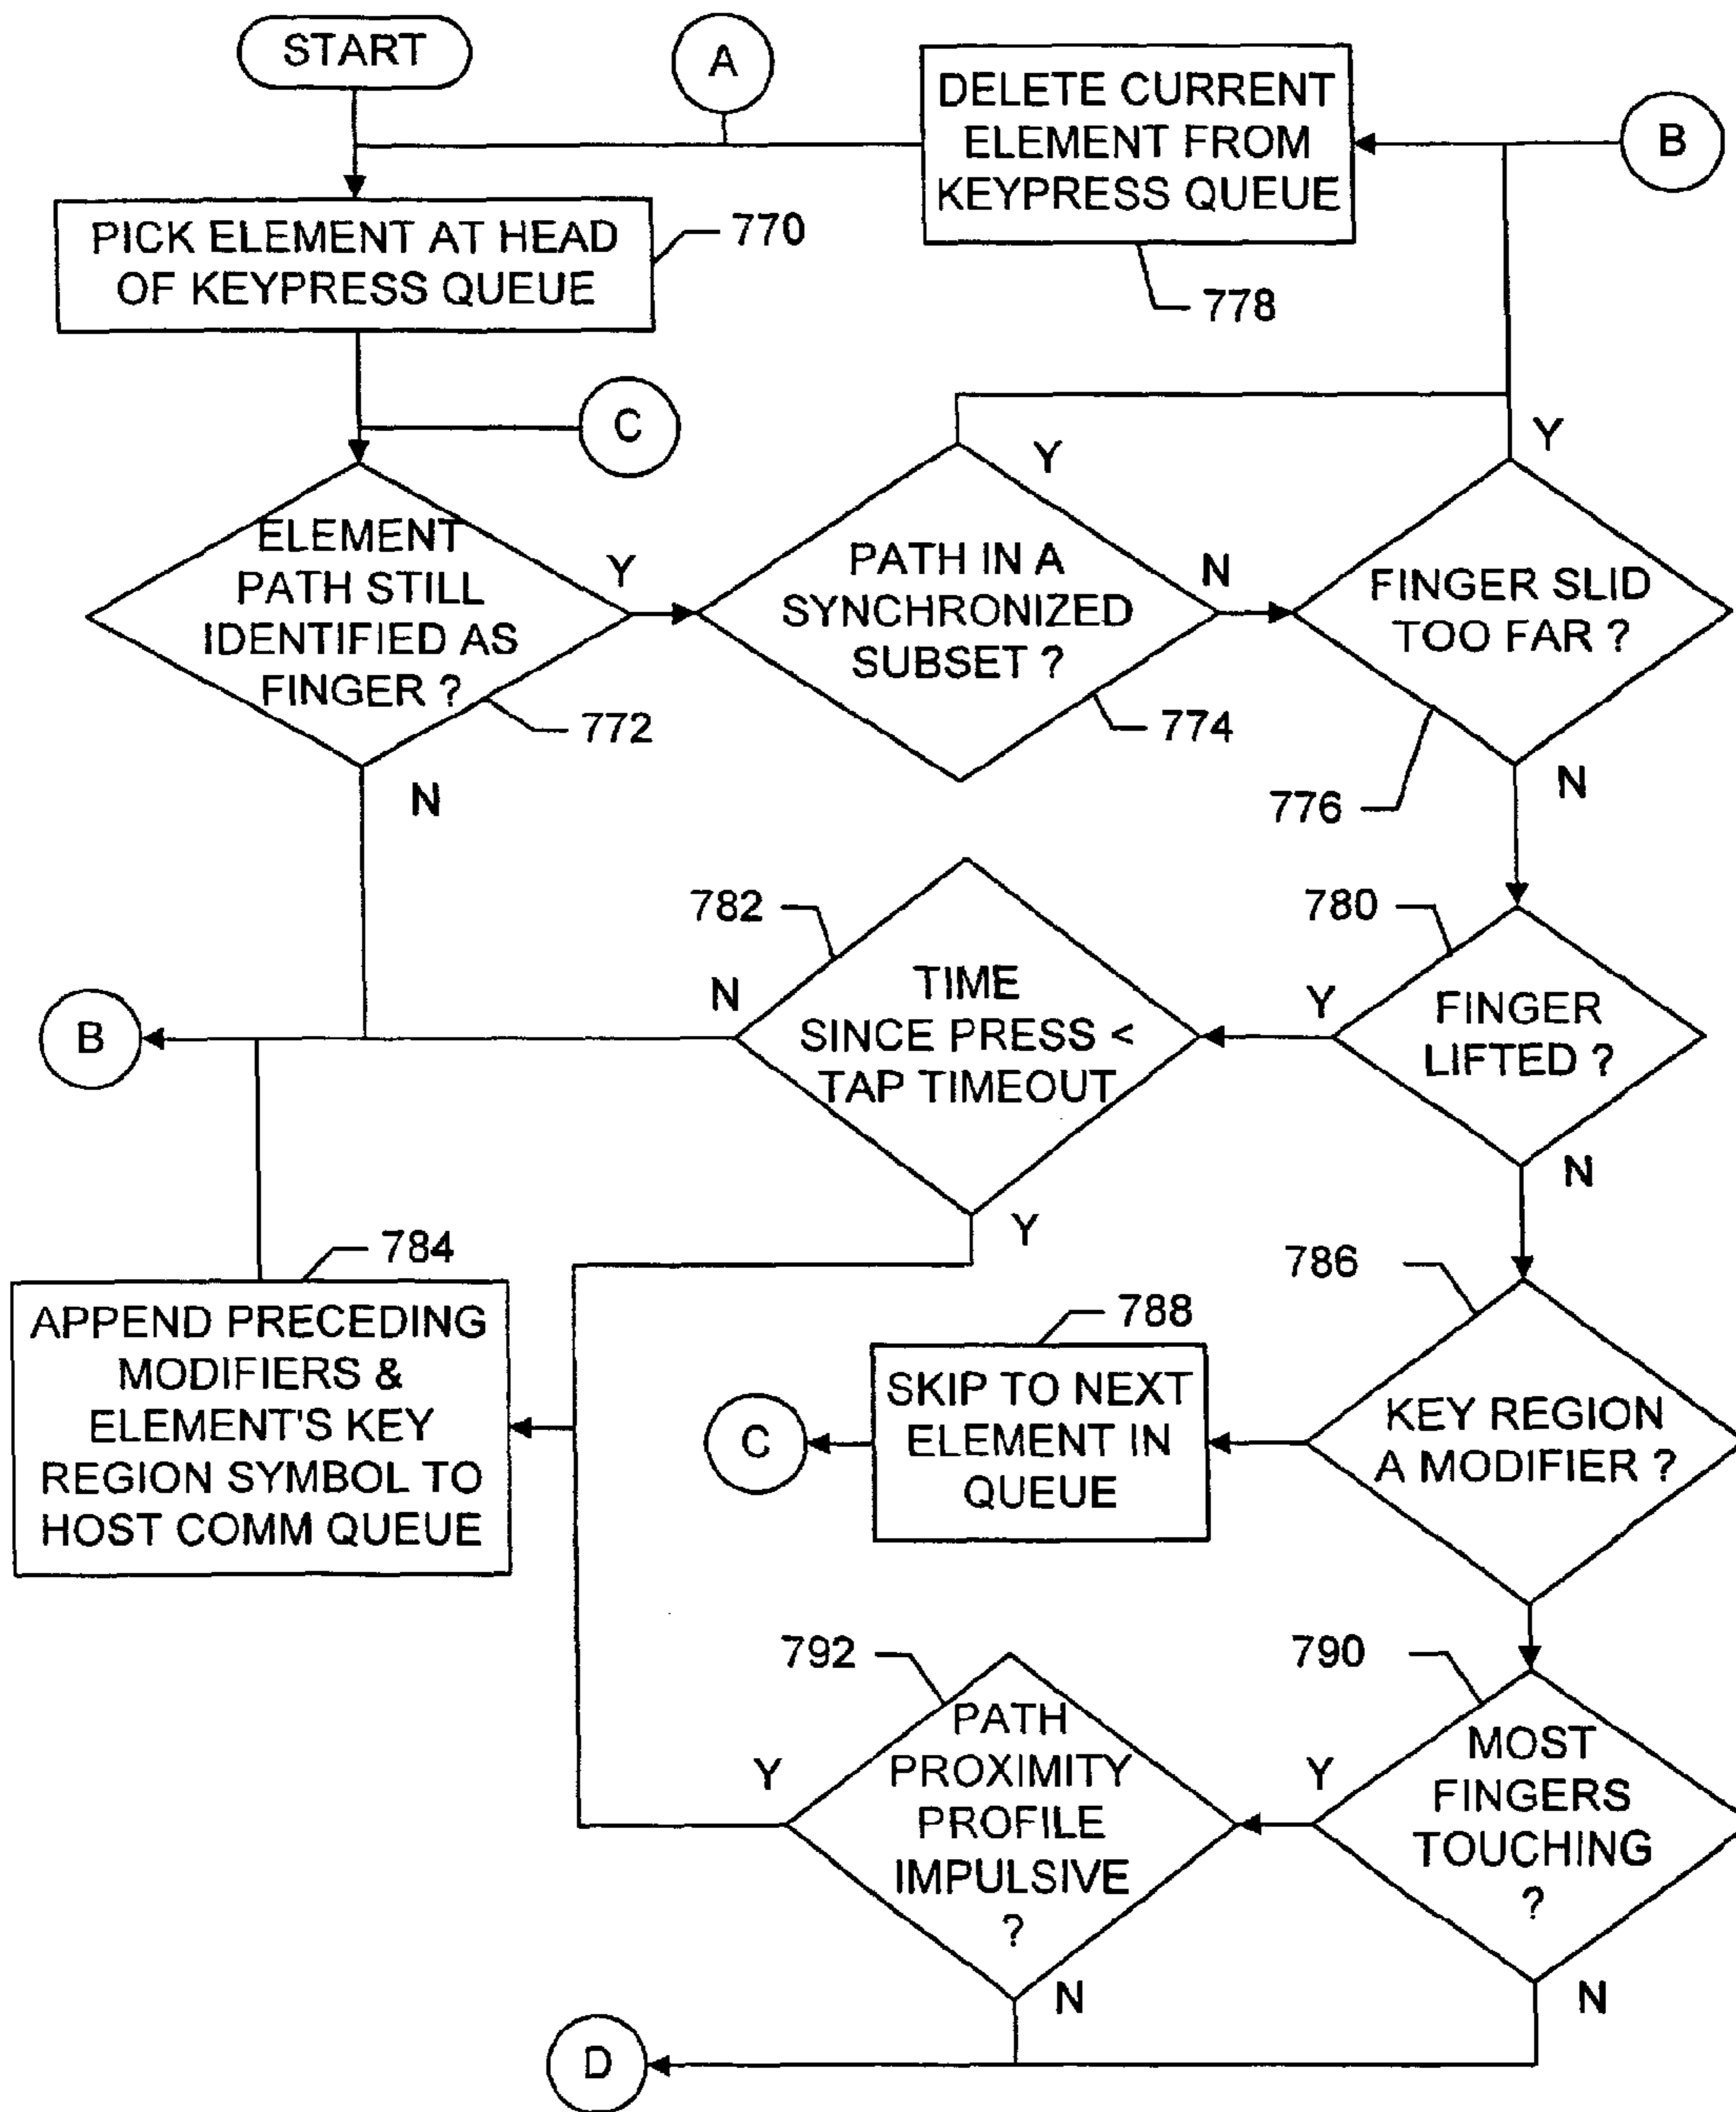 START
A
DELETE CURRENT
ELEMENT FROM
KEYPRESS QUEUE
B
778
PICK ELEMENT AT HEAD
OF KEYPRESS QUEUE
770
C
ELEMENT
PATH STILL
IDENTIFIED AS
FINGER ?
Y
772
N
PATH IN A
SYNCHRONIZED
SUBSET ?
Y
N
774
FINGER SLID
TOO FAR ?
Y
776
N
780
FINGER
LIFTED ?
Y
N
782
TIME
SINCE PRESS <
TAP TIMEOUT
N
Y
B
784
APPEND PRECEDING
MODIFIERS &
ELEMENT'S KEY
REGION SYMBOL TO
HOST COMM QUEUE
786
KEY REGION
A MODIFIER ?
788
SKIP TO NEXT
ELEMENT IN
QUEUE
C
790
MOST
FINGERS
TOUCHING
?
Y
N
792
PATH
PROXIMITY
PROFILE
IMPULSIVE
?
Y
N
D